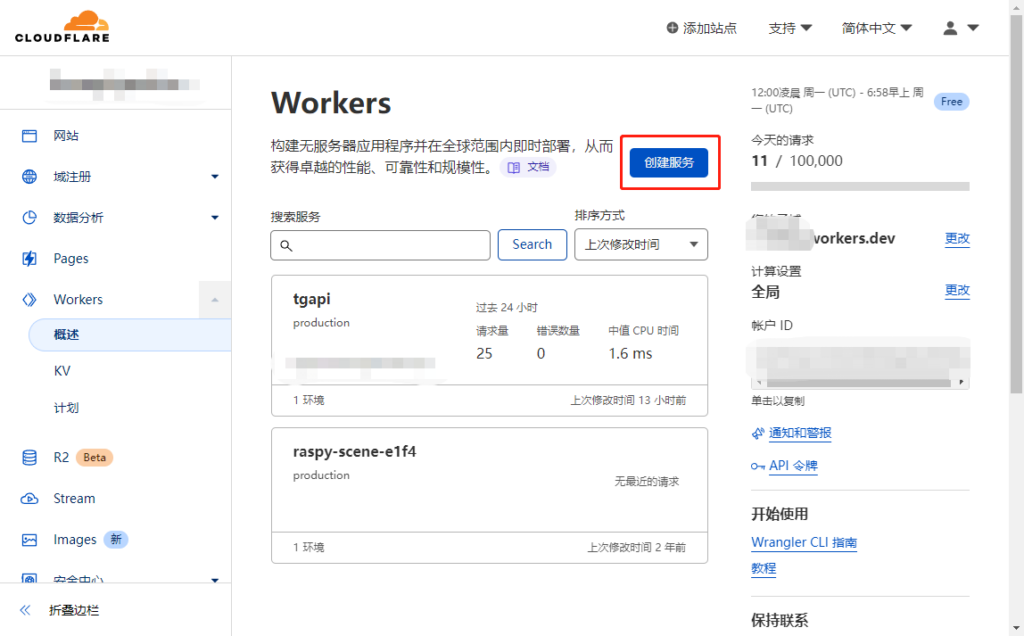 CLOUDFLARE
添加站点
支持
简体中文
网站
域注册
数据分析
Pages
Workers
概述
KV
计划
R2 Beta
Stream
Images 新
安全中心
折叠边栏
Workers
构建无服务器应用程序并在全球范围内即时部署，从而
获得卓越的性能、可靠性和规模性。 文档
创建服务
搜索服务
排序方式
Search
上次修改时间
tgapi
production
过去 24 小时
请求量 错误数量 中值 CPU 时间
25 0 1.6 ms
1 环境 上次修改时间 13 小时前
raspy-scene-e1f4
production
无最近的请求
1 环境 上次修改时间 2 年前
12:00凌晨 周一 (UTC) - 6:58早上 周
一 (UTC)
Free
今天的请求
11 / 100,000
workers.dev 更改
计算设置
全局 更改
帐户 ID
单击以复制
通知和警报
API 令牌
开始使用
Wrangler CLI 指南
教程
保持联系